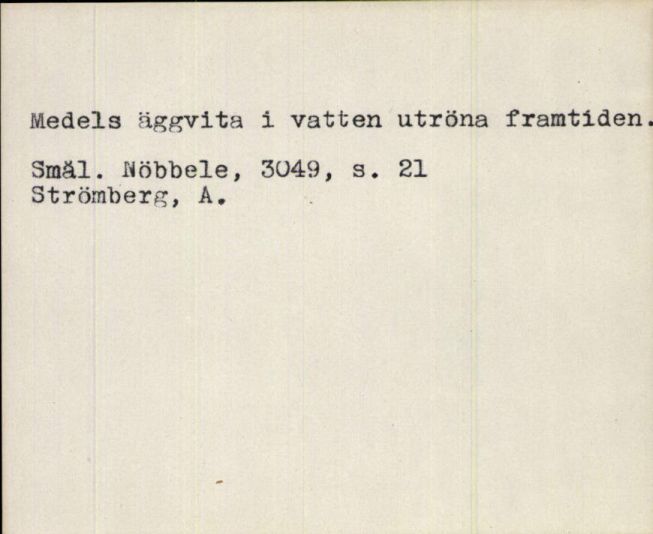 Medels äggvita i vatten utröna framtiden.
Smål. Nöbbele, 3049, s. 21
Strömberg, A.